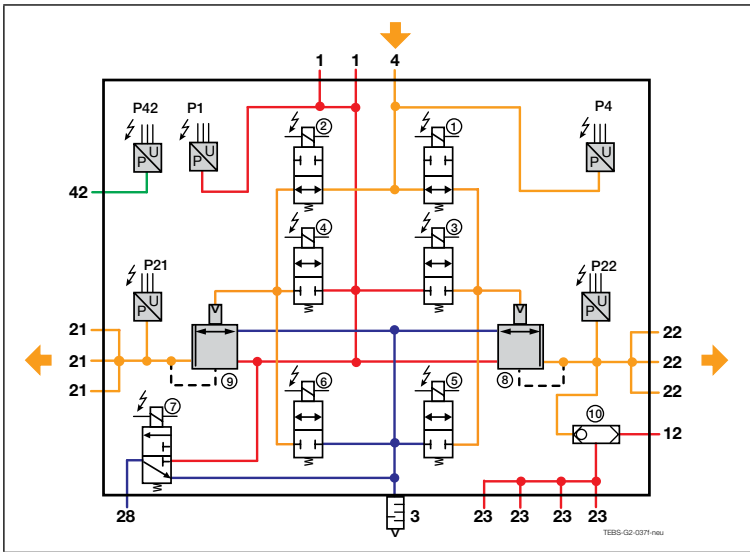 1 1 4
P42 P1 P4
② ①
U
P
U
P
U
P
42
④ ③
P21 P22
U
P
U
P
V V
21 22
21 22
21 22
⑨ ⑧
⑥ ⑤
⑦
⑩
12
28 3 23 23 23 23
TEBS-G2-037f-neu